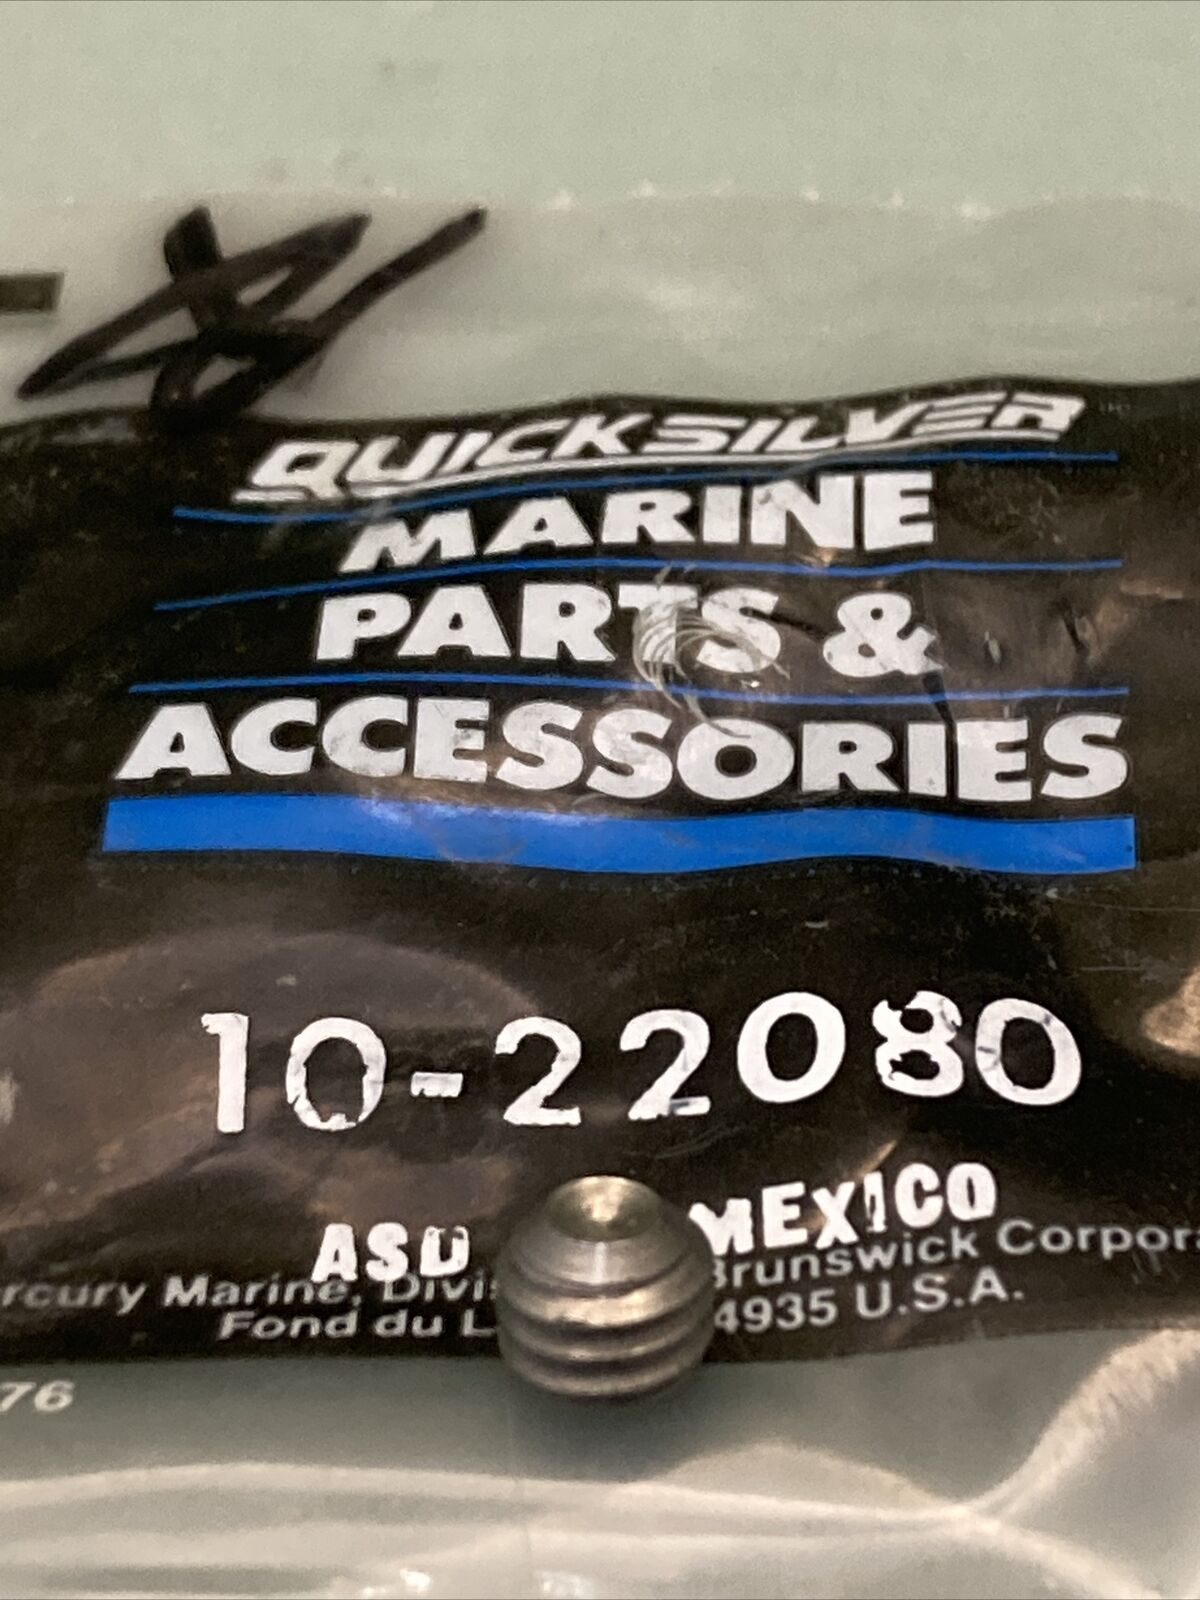 QUICKSILVER
MARINE
PARTS &
ACCESSORIES
10-22080
ASD MEXICO
rcury Marine, Divis Brunswick Corpora
Fond du L 4935 U.S.A.
76